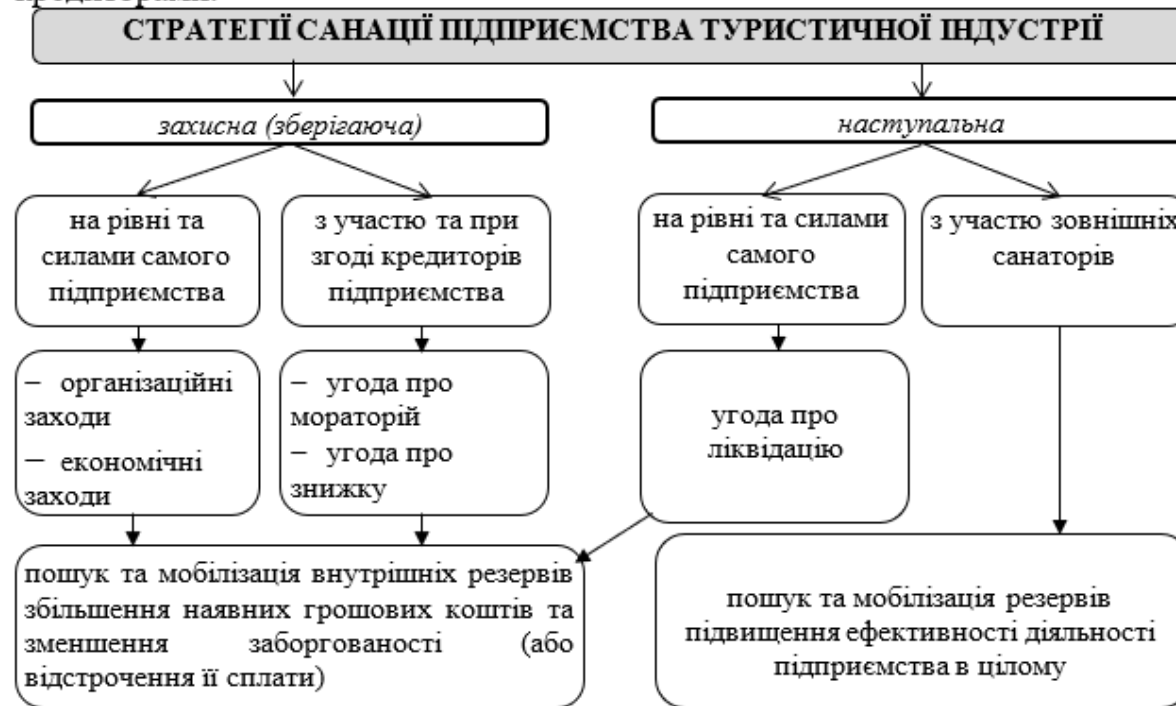 СТРАТЕГІЇ САНАЦІЇ ПІДПРИЄМСТВА ТУРИСТИЧНОЇ ІНДУСТРІЇ
захисна (зберігаюча)
наступальна
на рівні та
силами самого
підприємства
з участю та при
згоді кредиторів
підприємства
на рівні та силами
самого
підприємства
з участю зовнішніх
санаторів
– організаційні
заходи
– економічні
заходи
– угода про
мораторій
– угода про
знижку
угода про
ліквідацію
пошук та мобілізація внутрішніх резервів
збільшення наявних грошових коштів та
зменшення заборгованості (або
відстрочення її сплати)
пошук та мобілізація резервів
підвищення ефективності діяльності
підприємства в цілому